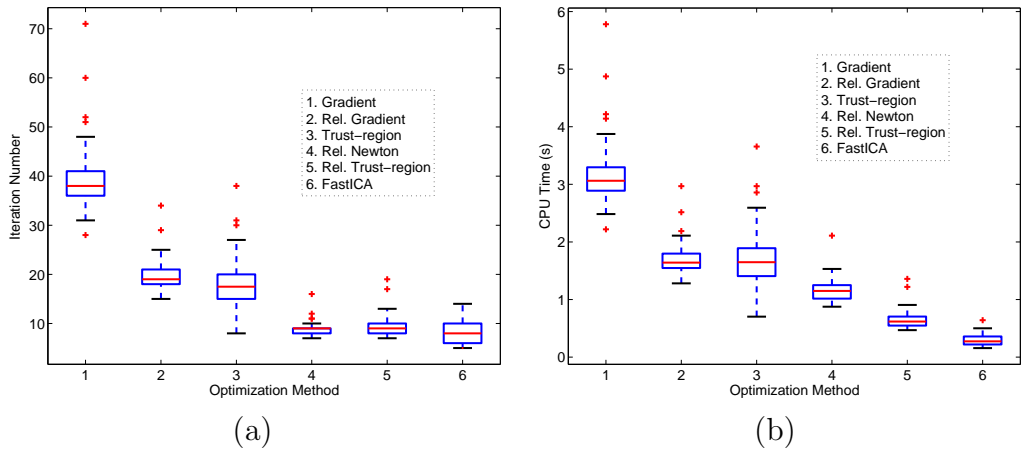 70
60
50
40
30
20
10
Iteration Number
1. Gradient
2. Rel. Gradient
3. Trust−region
4. Rel. Newton
5. Rel. Trust−region
6. FastICA
1 2 3 4 5 6
Optimization Method
(a)
6
5
4
3
2
1
0
CPU Time (s)
1. Gradient
2. Rel. Gradient
3. Trust−region
4. Rel. Newton
5. Rel. Trust−region
6. FastICA
1 2 3 4 5 6
Optimization Method
(b)